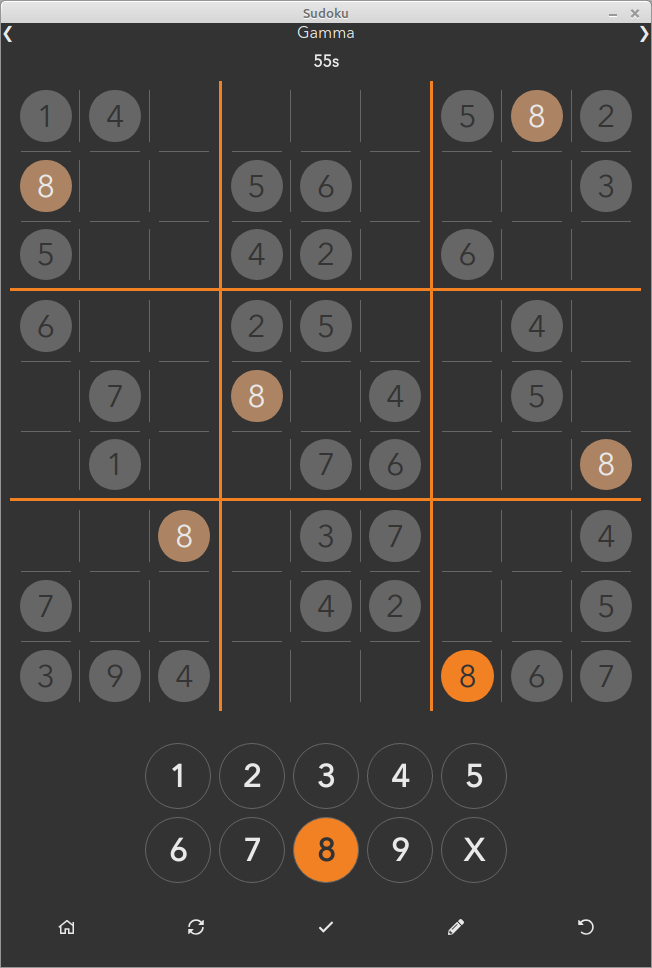 Sudoku
Gamma
55s
1 4 5 8 2
8 5 6 3
5 4 2 6
6 2 5 4
7 8 4 5
1 7 6 8
8 3 7 4
7 4 2 5
3 9 4 8 6 7
1 2 3 4 5
6 7 8 9 X